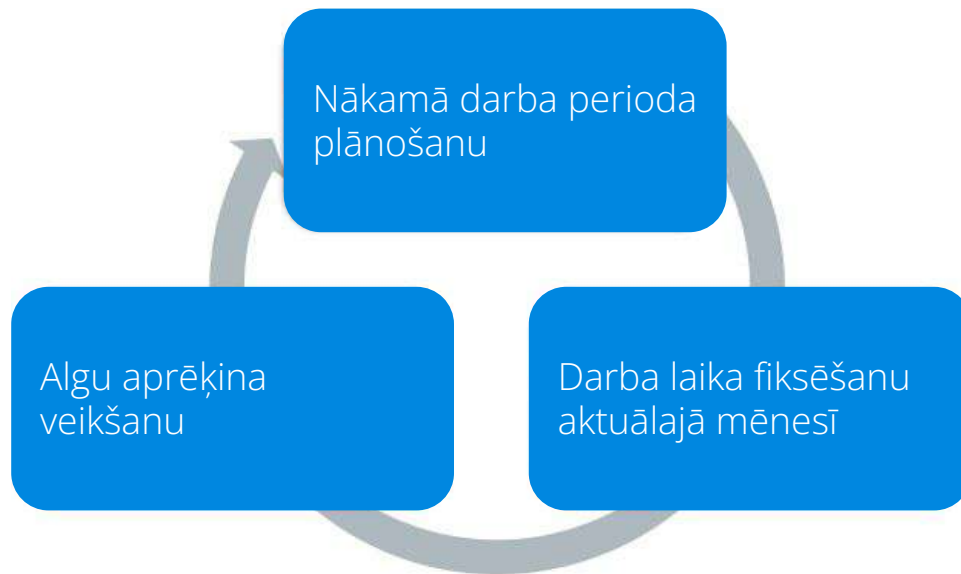 Nākamā darba perioda
plānošanu
Algu aprēķina
veikšanu
Darba laika fiksēšanu
aktuālajā mēnesī